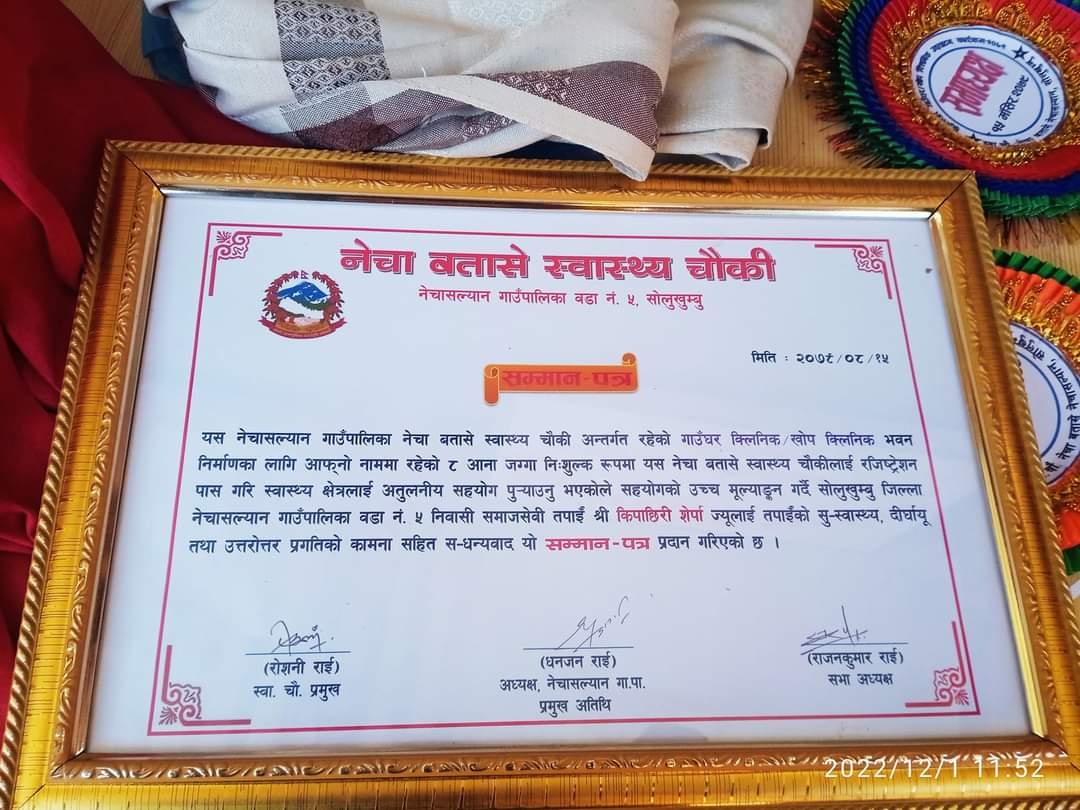 नेचा बतासे स्वास्थ्य चौकी
नेचासल्यान गाउँपालिका वडा नं. ५, सोलुखुम्बु
मिति : २०७९/०८/१५
सम्मान-पत्र
यस नेचासल्यान गाउँपालिका नेचा बतासे स्वास्थ्य चौकी अन्तर्गत रहेको गाउँघर क्लिनिक/खोप क्लिनिक भवन
निर्माणका लागि आफ्‌नो नाममा रहेको ८ आना जग्गा निःशुल्क रूपमा यस नेचा बतासे स्वास्थ्य चौकीलाई रजिष्ट्रेशन
पास गरि स्वास्थ्य क्षेत्रलाई अतुलनीय सहयोग पुऱ्याउनु भएकोले सहयोगको उच्च मूल्याङ्कन गर्दै सोलुखुम्बु जिल्ला
नेचासल्यान गाउँपालिका वडा नं. ५ निवासी समाजसेवी तपाईं श्री किपाछिरी शेर्पा ज्यूलाई तपाईंको सु-स्वास्थ्य, दीर्घायू
तथा उत्तरोत्तर प्रगतिको कामना सहित स-धन्यवाद यो सम्मान-पत्र प्रदान गरिएको छ ।
(रोशनी राई)
स्वा. चौ. प्रमुख
(धनजन राई)
अध्यक्ष, नेचासल्यान गा.पा.
प्रमुख अतिथि
(राजनकुमार राई)
सभा अध्यक्ष
१५ मंसिर २०७९
2022/12/1 11:52